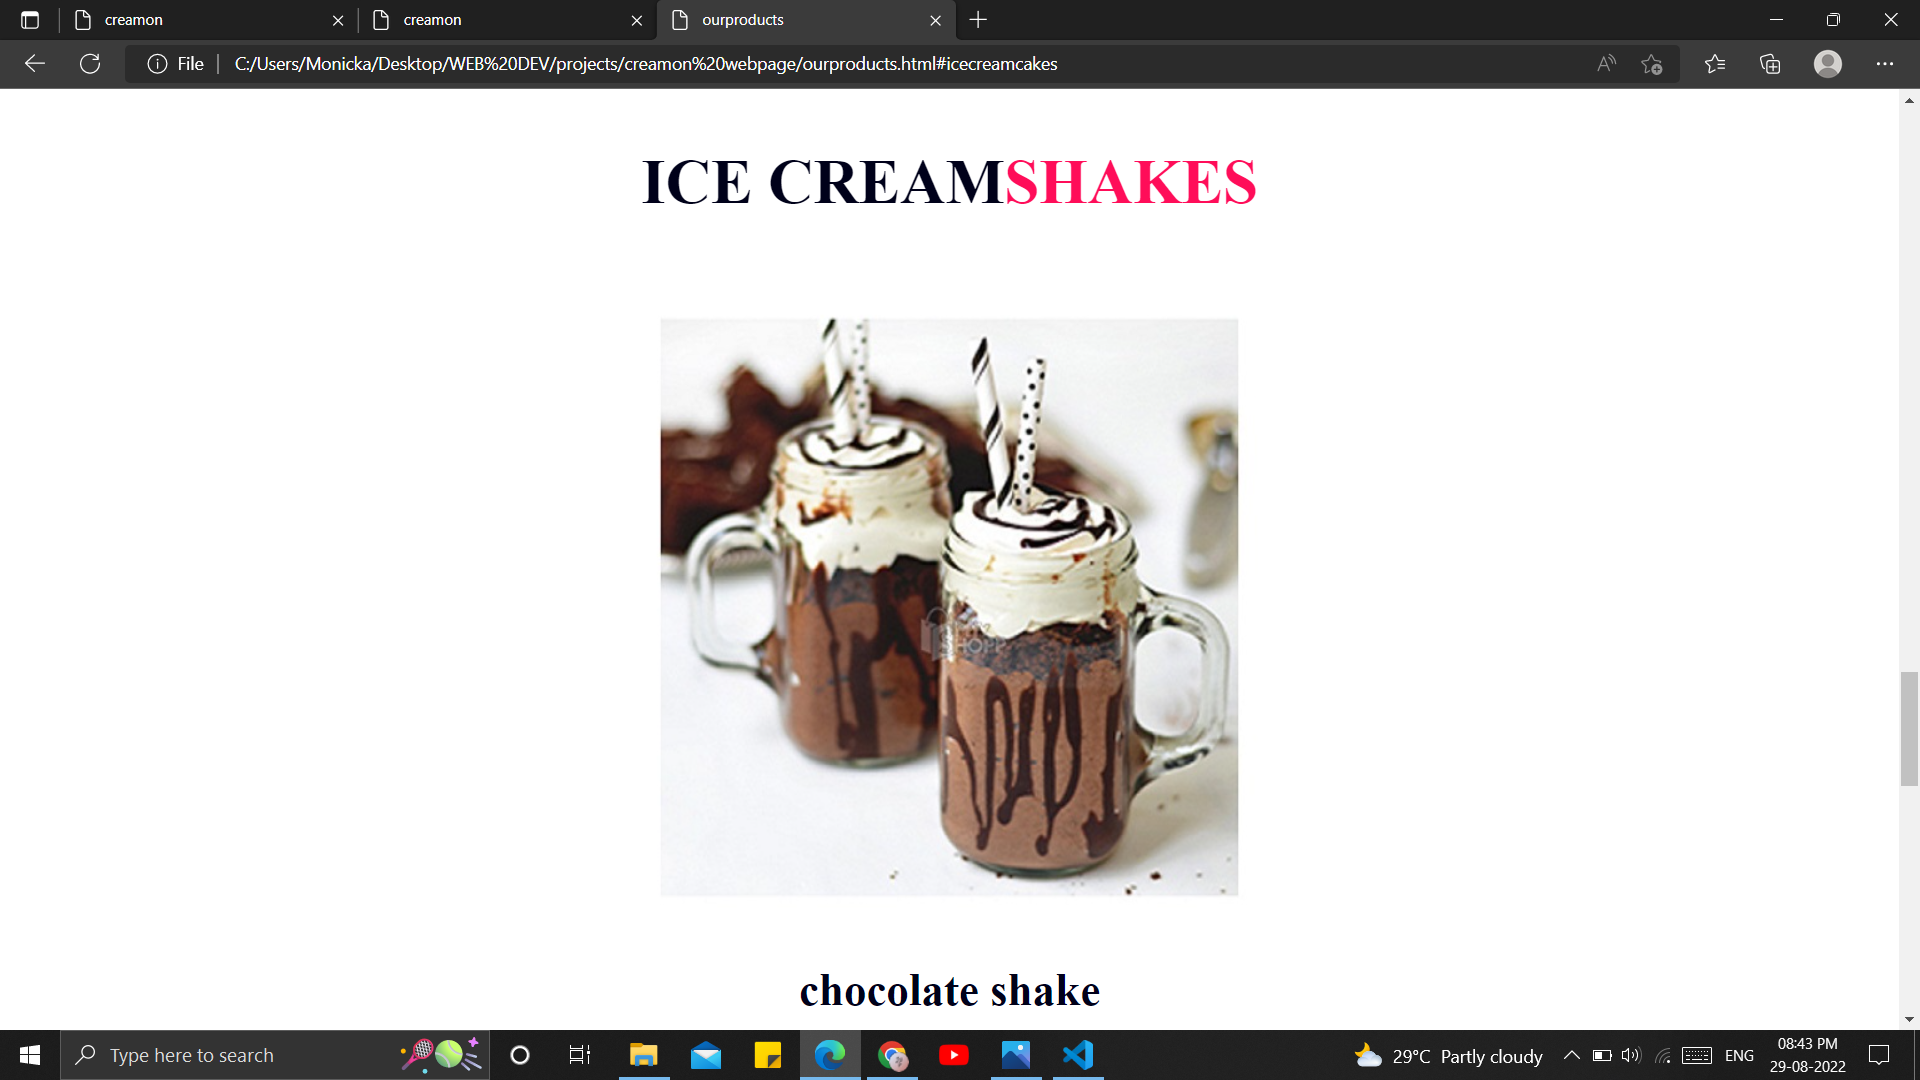 creamon
creamon
ourproducts
File
C:/Users/Monicka/Desktop/WEB%20DEV/projects/creamon%20webpage/ourproducts.html#icecreamcakes
ICE CREAMSHAKES
SHOPP
chocolate shake
Type here to search
29°C Partly cloudy
ENG
08:43 PM
29-08-2022